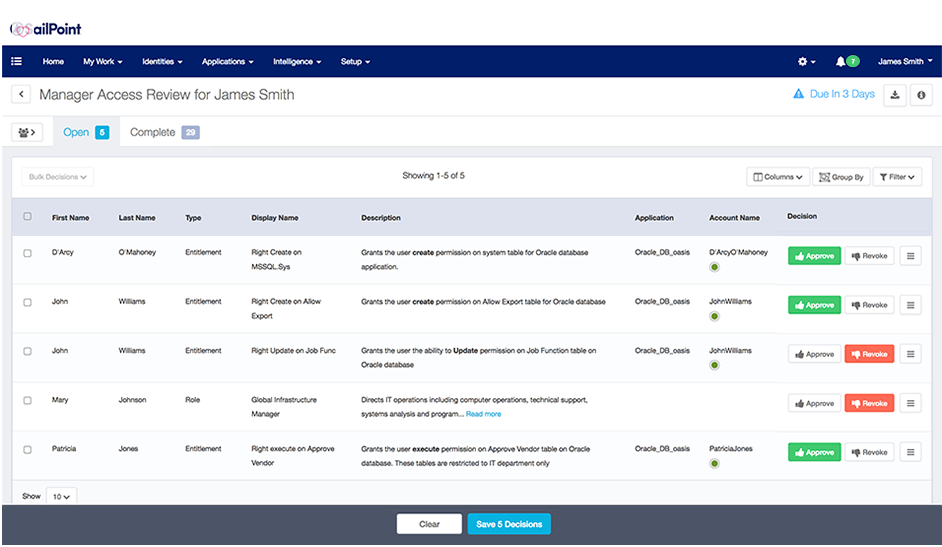 SailPoint
Home My Work Identities Applications Intelligence Setup 7 James Smith
Manager Access Review for James Smith Due In 3 Days
Open 5 Complete 29
Bulk Decisions Showing 1-5 of 5 Columns Group By Filter
First Name Last Name Type Display Name Description Application Account Name Decision
D'Arcy O'Mahoney Entitlement Right Create on Grants the user create permission on system table for Oracle database Oracle_DB_oasis D'ArcyO'Mahoney Approve Revoke
MSSQL.Sys application.
John Williams Entitlement Right Create on Allow Grants the user create permission on Allow Export table for Oracle database Oracle_DB_oasis JohnWilliams Approve Revoke
Export
John Williams Entitlement Right Update on Job Func Grants the user the ability to Update permission on Job Function table on Oracle_DB_oasis JohnWilliams Approve Revoke
Oracle database
Mary Johnson Role Global Infrastructure Directs IT operations including computer operations, technical support, Approve Revoke
Manager systems analysis and program... Read more
Patricia Jones Entitlement Right execute on Approve Grants the user execute permission on Approve Vendor table on Oracle Oracle_DB_oasis PatriciaJones Approve Revoke
Vendor database. These tables are restricted to IT department only
Show 10
Clear Save 5 Decisions